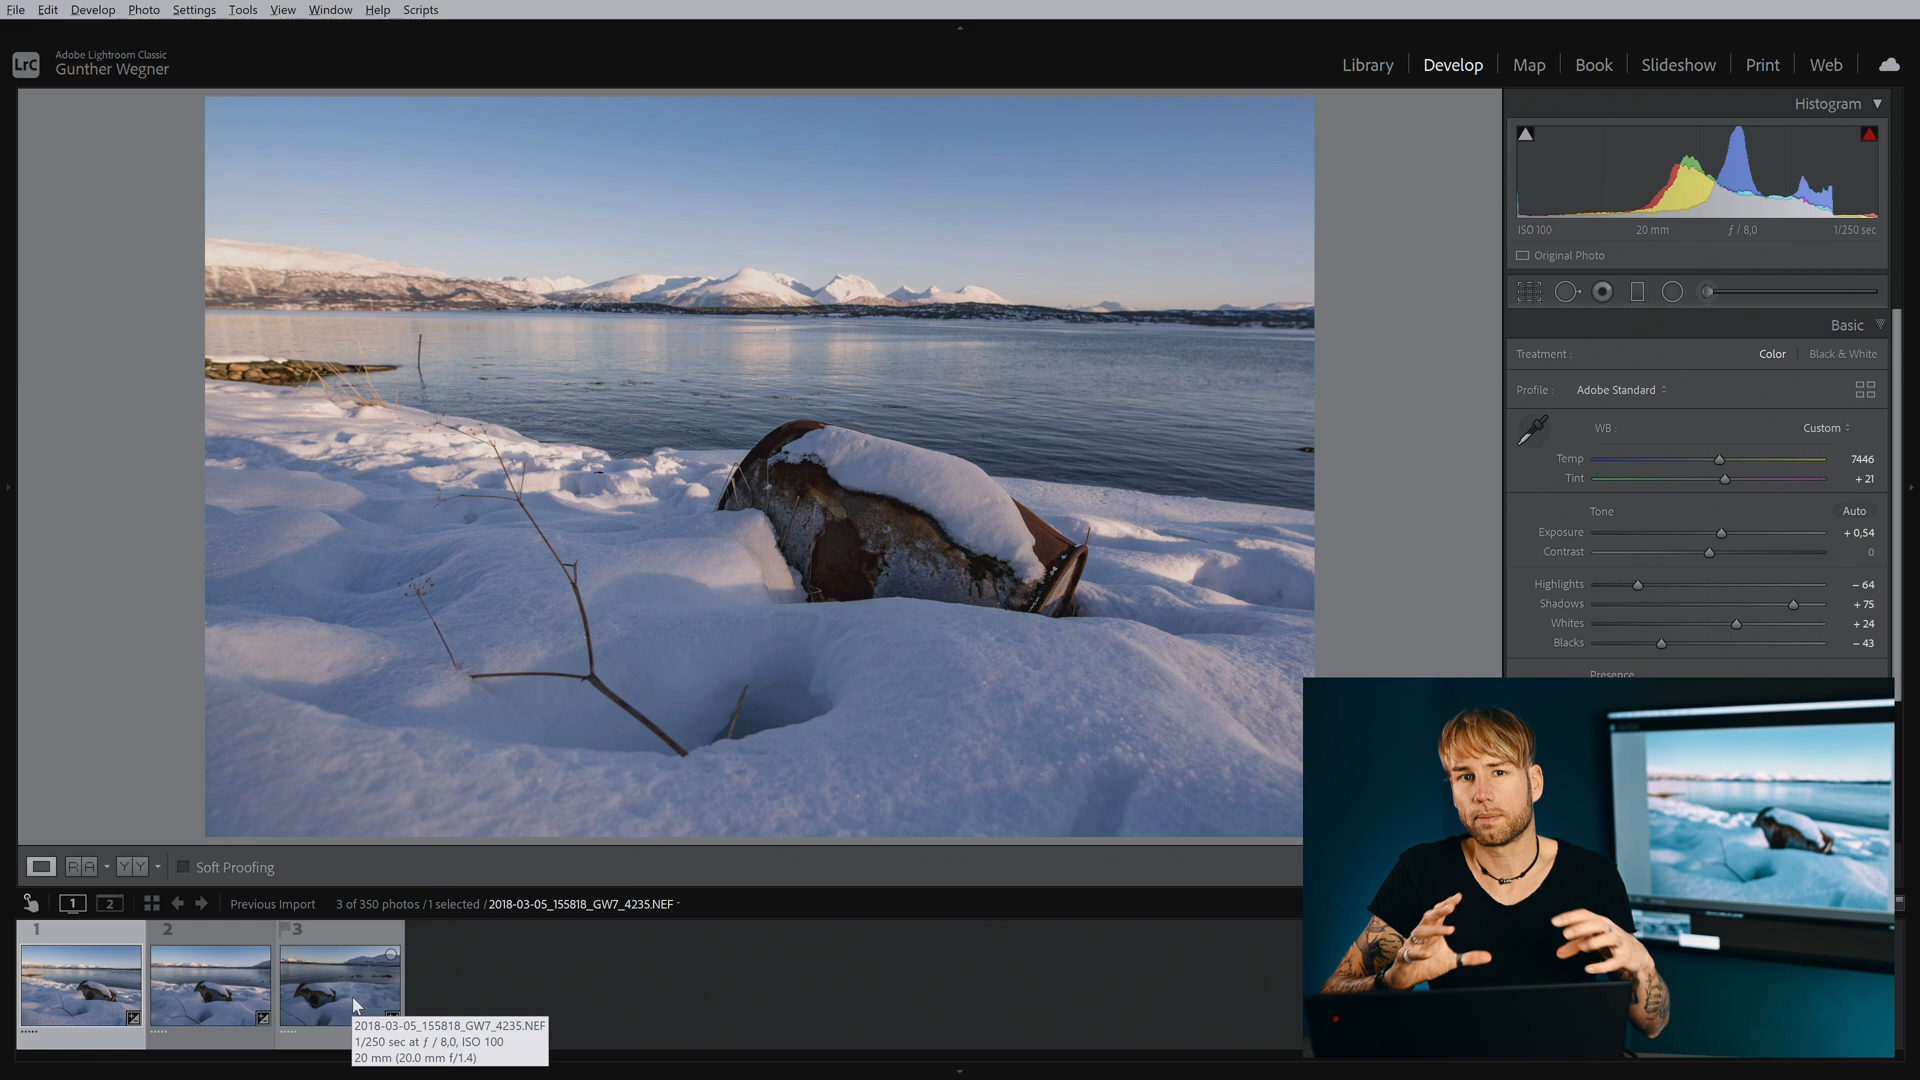 File Edit Develop Photo Settings Tools View Window Help Scripts
LrC
Adobe Lightroom Classic
Gunther Wegner
Library Develop Map Book Slideshow Print Web
Histogram
ISO 100 20 mm ƒ / 8,0 1/250 sec
Original Photo
Basic
Treatment : Color Black & White
Profile : Adobe Standard
WB : Custom
Temp 7446
Tint + 21
Tone Auto
Exposure + 0,54
Contrast 0
Highlights − 64
Shadows + 75
Whites + 24
Blacks − 43
Presence
R A Y Y Soft Proofing
1 2 Previous Import 3 of 350 photos / 1 selected / 2018-03-05_155818_GW7_4235.NEF
1 2 3
2018-03-05_155818_GW7_4235.NEF
1/250 sec at ƒ / 8,0, ISO 100
20 mm (20.0 mm f/1.4)